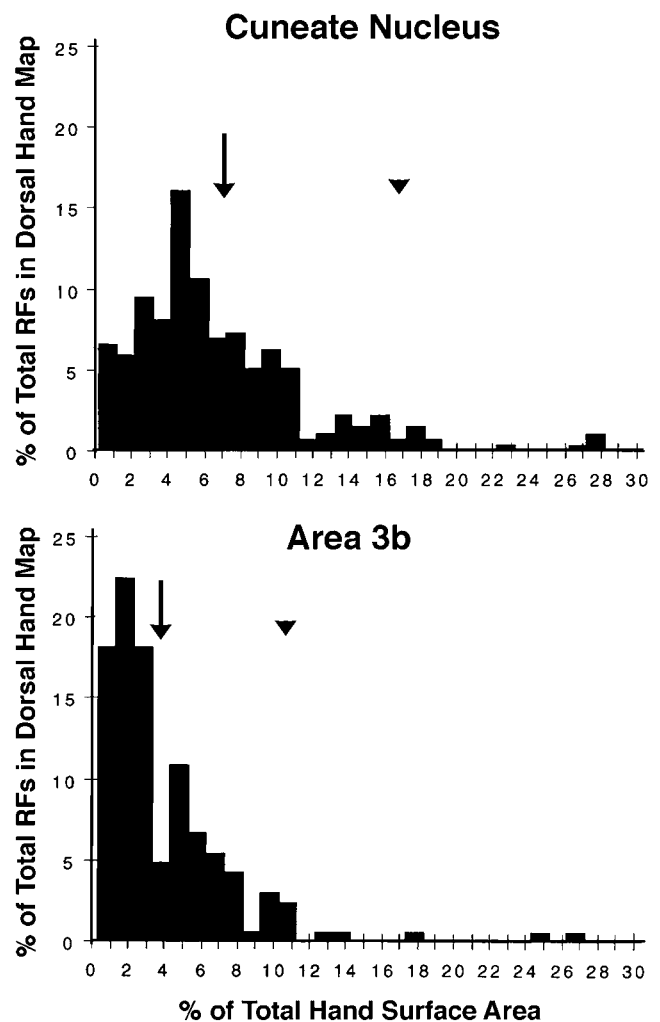 Cuneate Nucleus
% of Total RFs in Dorsal Hand Map
25
20
15
10
5
0
0 2 4 6 8 10 12 14 16 18 20 22 24 26 28 30
Area 3b
% of Total RFs in Dorsal Hand Map
25
20
15
10
5
0
0 2 4 6 8 10 12 14 16 18 20 22 24 26 28 30
% of Total Hand Surface Area